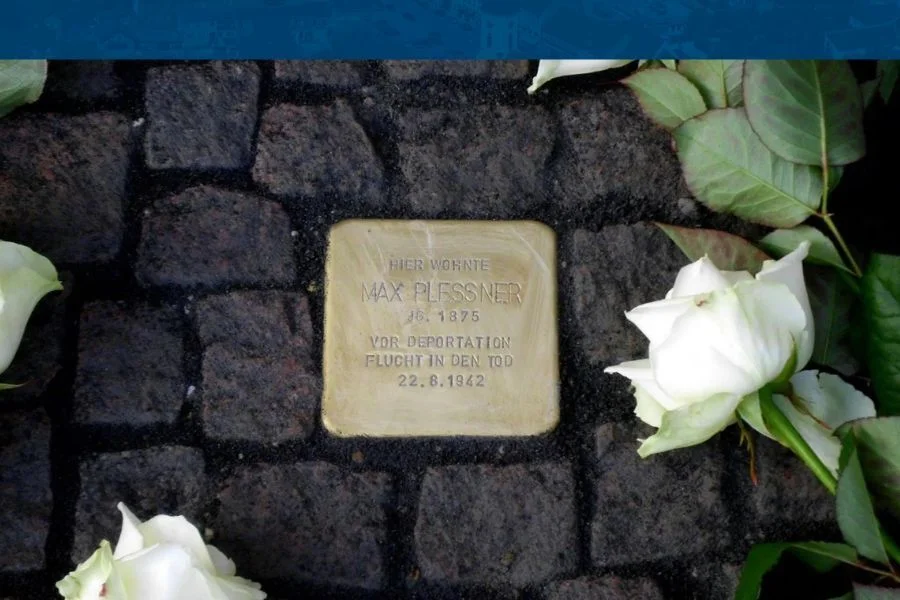 HIER WOHNTE
MAX PLESSNER
JG. 1875
VOR DEPORTATION
FLUCHT IN DEN TOD
22.8.1942